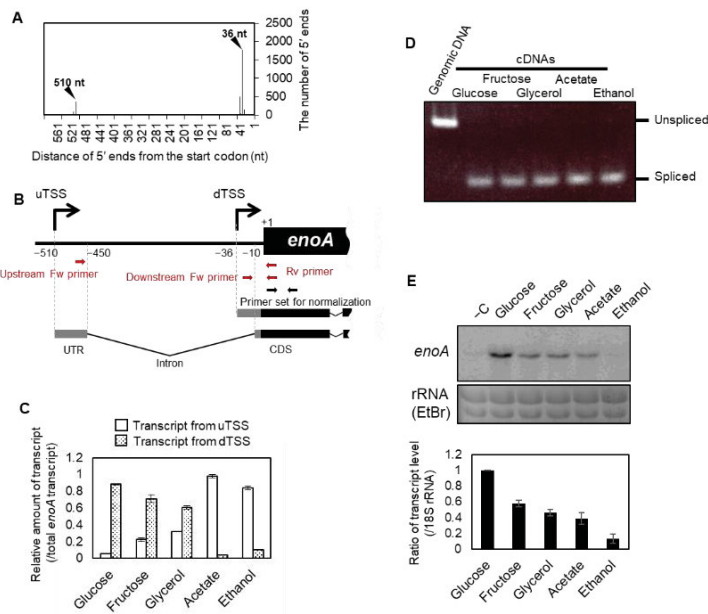 A
2500
2000
1500
1000
500
0
The number of 5' ends
36 nt
510 nt
561
521
481
441
401
361
321
281
241
201
161
121
81
41
1
Distance of 5' ends from the start codon (nt)
B
uTSS
dTSS
+1
enoA
−510
−450
−36
−10
Upstream Fw primer
Downstream Fw primer
Rv primer
Primer set for normalization
UTR
Intron
CDS
C
Transcript from uTSS
Transcript from dTSS
Relative amount of transcript
(/total enoA transcript)
1.2
1
0.8
0.6
0.4
0.2
0
Glucose
Fructose
Glycerol
Acetate
Ethanol
D
Genomic DNA
cDNAs
Fructose
Acetate
Glucose
Glycerol
Ethanol
Unspliced
Spliced
E
−C
Glucose
Fructose
Glycerol
Acetate
Ethanol
enoA
rRNA
(EtBr)
Ratio of transcript level
(/18S rRNA)
1.2
1
0.8
0.6
0.4
0.2
0
Glucose
Fructose
Glycerol
Acetate
Ethanol